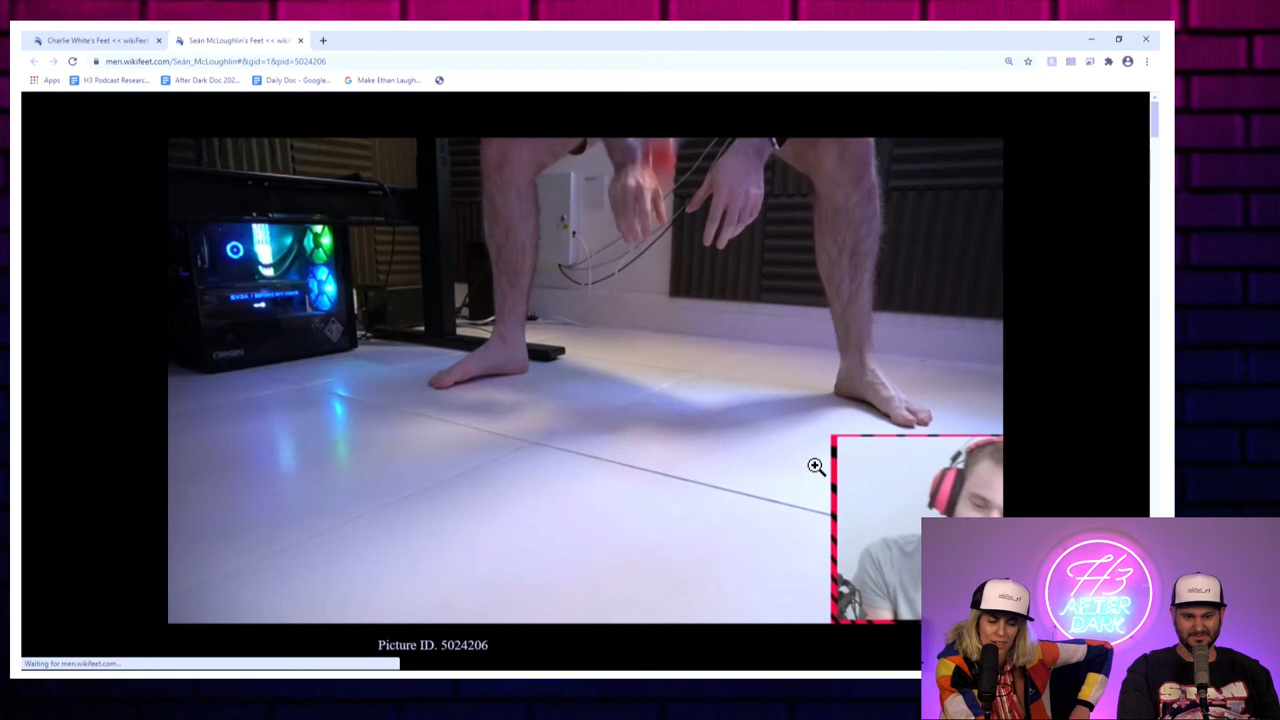 Charlie White's Feet << wikiFeet
Seán McLoughlin's Feet << wiki
men.wikifeet.com/Seán_McLoughlin#&gid=1&pid=5024206
Apps
H3 Podcast Researc...
After Dark Doc 202...
Daily Doc - Google...
Make Ethan Laugh...
ORIGIN
Picture ID. 5024206
Waiting for men.wikifeet.com...
H3
AFTER
DARK
STAN